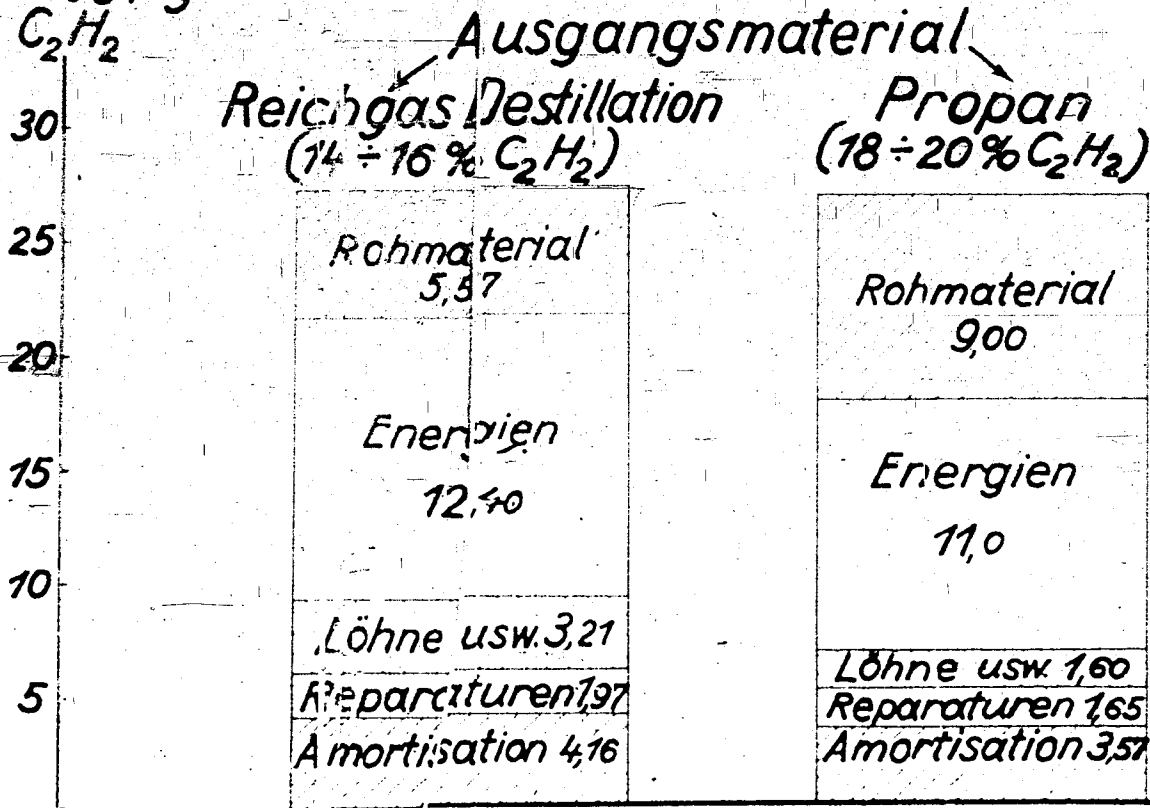 C₂H₂
Ausgangsmaterial
Reichgas Destillation
(14 ÷ 16 % C₂H₂)
Propan
(18 ÷ 20 % C₂H₂)
30
25
20
15
10
5
Rohmaterial
5,57
Energien
12,40
Löhne usw. 3,21
Reparaturen 1,97
Amortisation 4,16
Rohmaterial
9,00
Energien
11,0
Löhne usw. 1,60
Reparaturen 1,65
Amortisation 3,57